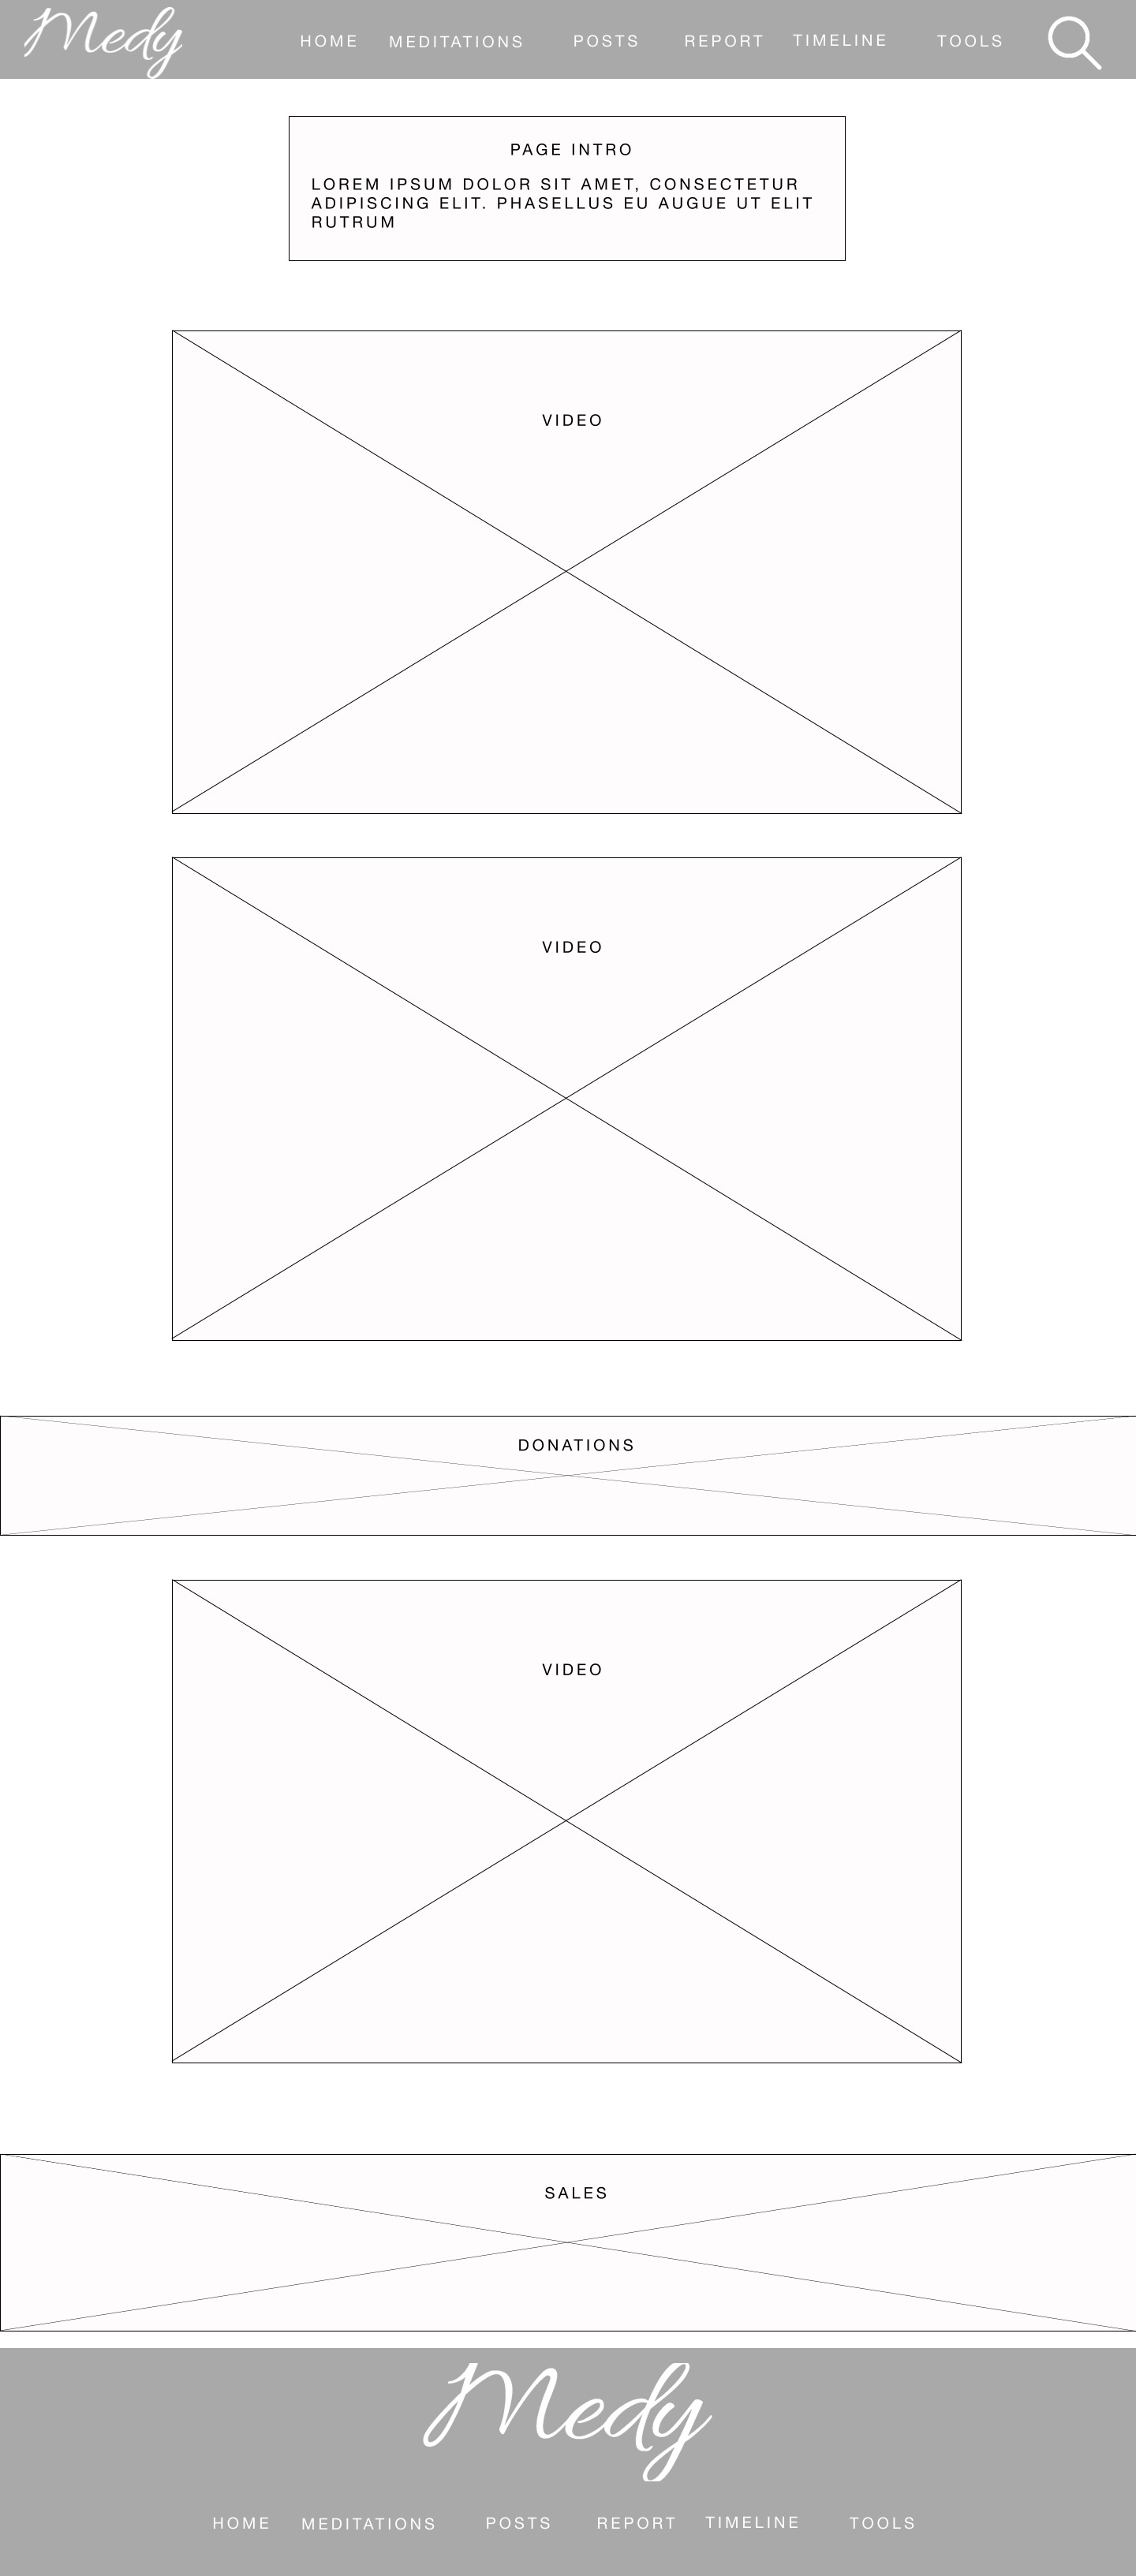 Medy
HOME MEDITATIONS POSTS REPORT TIMELINE TOOLS
PAGE INTRO
LOREM IPSUM DOLOR SIT AMET, CONSECTETUR
ADIPISCING ELIT. PHASELLUS EU AUGUE UT ELIT
RUTRUM
VIDEO
VIDEO
DONATIONS
VIDEO
SALES
Medy
HOME MEDITATIONS POSTS REPORT TIMELINE TOOLS